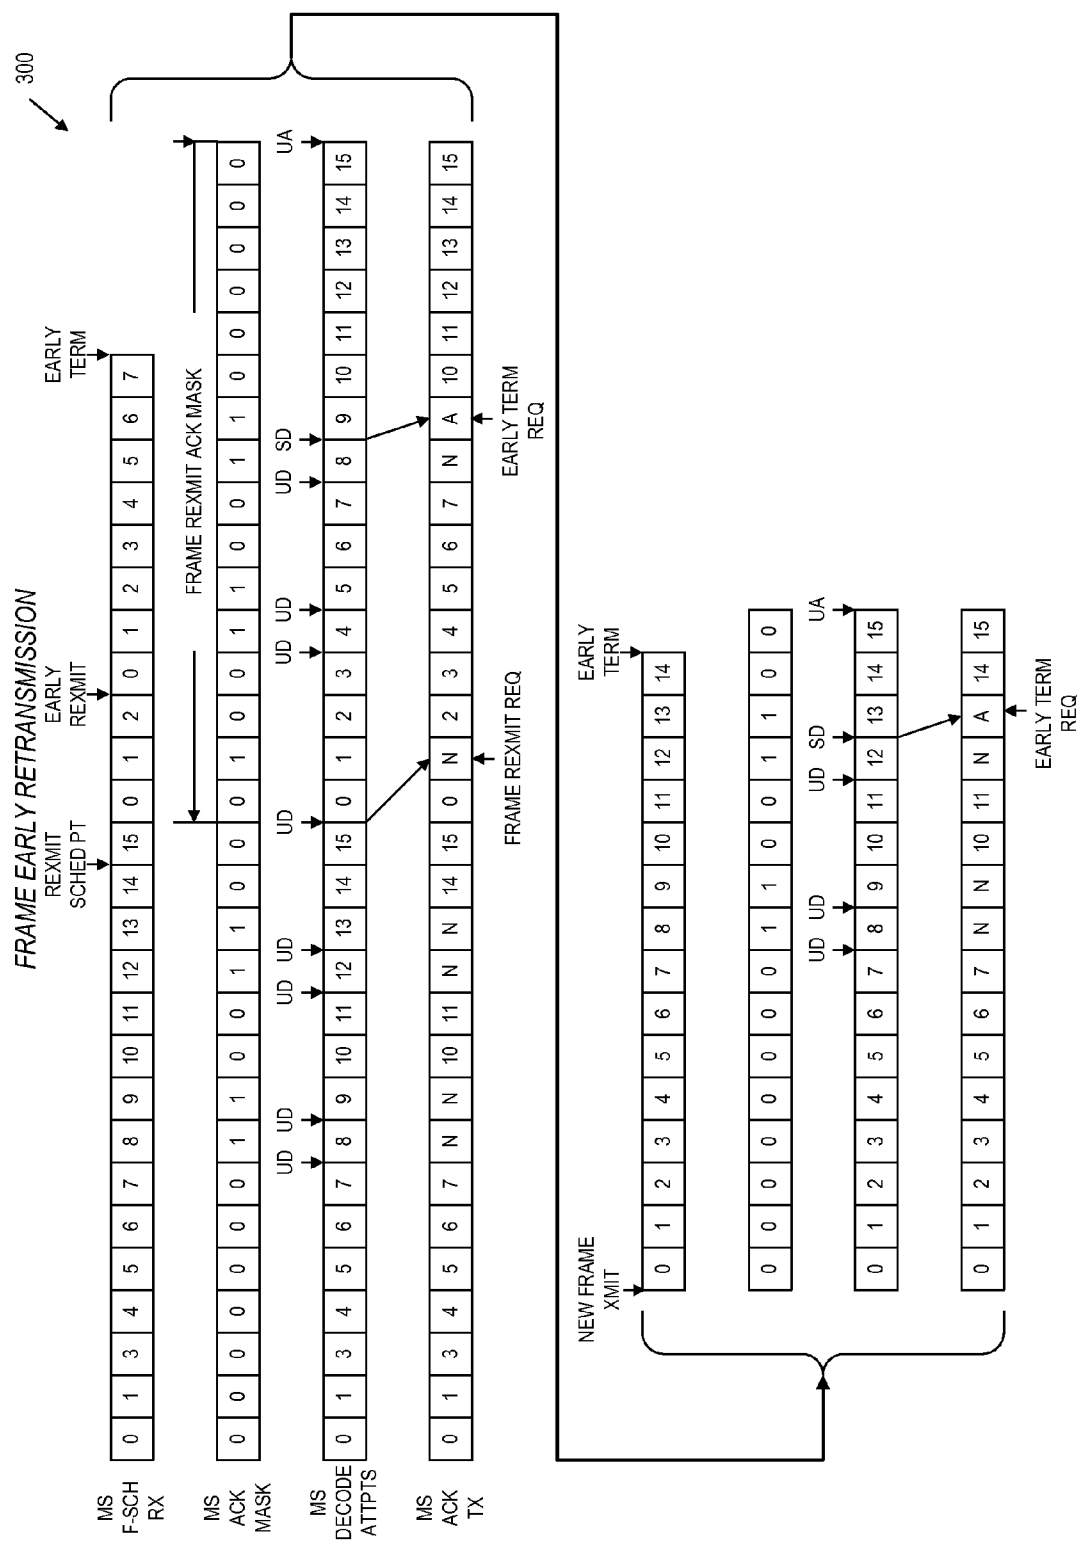 300
FRAME EARLY RETRANSMISSION
REXMIT
SCHED PT
EARLY
REXMIT
EARLY
TERM
MS
F-SCH
RX
0 1 3 4 5 6 7 8 9 10 11 12 13 14 15 0 1 2 0 1 2 3 4 5 6 7
FRAME REXMIT ACK MASK
MS
ACK
MASK
0 0 0 0 0 0 0 1 1 0 0 1 1 0 0 0 1 0 0 1 1 0 0 1 1 0 0 0 0 0 0
UD UD UD UD UD UD UD UD SD UA
MS
DECODE
ATTPTS
0 1 3 4 5 6 7 8 9 10 11 12 13 14 15 0 1 2 3 4 5 6 7 8 9 10 11 12 13 14 15
MS
ACK
TX
0 1 3 4 5 6 7 N N 10 11 N N 14 15 0 N 2 3 4 5 6 7 N A 10 11 12 13 14 15
FRAME REXMIT REQ
EARLY TERM
REQ
NEW FRAME
XMIT
EARLY
TERM
0 1 2 3 4 5 6 7 8 9 10 11 12 13 14
0 0 0 0 0 0 0 0 1 1 0 0 1 1 0 0
UD UD UD SD UA
0 1 2 3 4 5 6 7 8 9 10 11 12 13 14 15
0 1 2 3 4 5 6 7 N N 10 11 N A 14 15
EARLY TERM
REQ